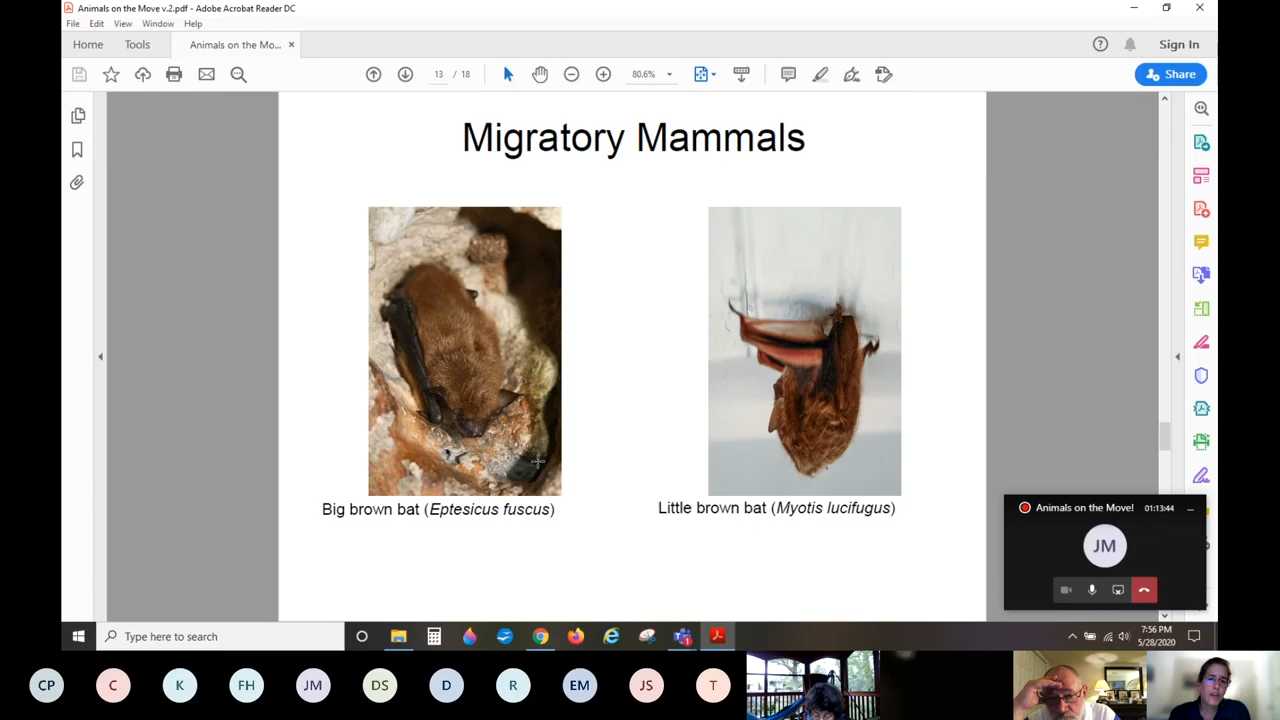 Animals on the Move v.2.pdf - Adobe Acrobat Reader DC
File Edit View Window Help
Home Tools Animals on the Mo... × Sign In
13 / 18 80.6% Share
Migratory Mammals
Big brown bat (Eptesicus fuscus)
Little brown bat (Myotis lucifugus)
Animals on the Move! 01:13:44
JM
Type here to search
7:56 PM
5/28/2020
CP C K FH JM DS D R EM JS T